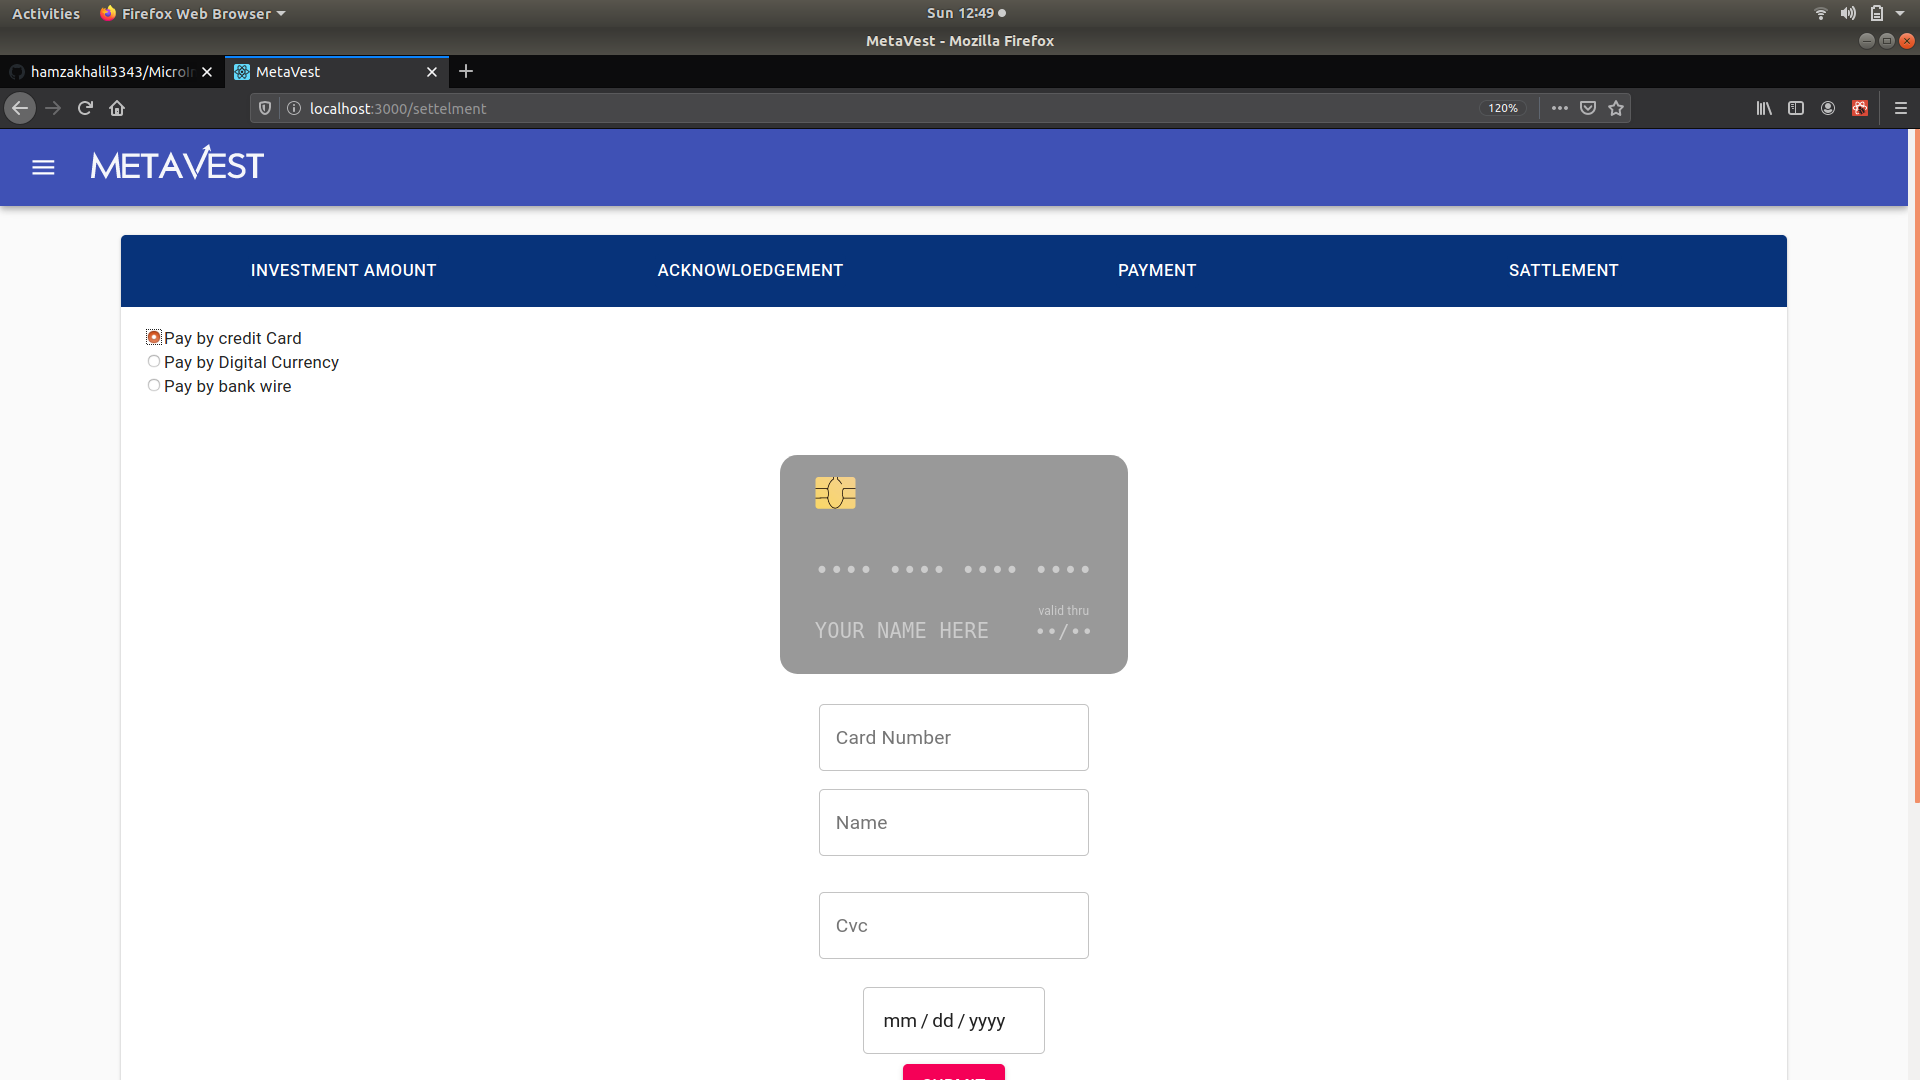 Activities Firefox Web Browser Sun 12:49
MetaVest - Mozilla Firefox
hamzakhalil3343/MicroIn MetaVest
localhost:3000/settelment 120%
METAVEST
INVESTMENT AMOUNT ACKNOWLOEDGEMENT PAYMENT SATTLEMENT
Pay by credit Card
Pay by Digital Currency
Pay by bank wire
•••• •••• •••• ••••
valid thru
YOUR NAME HERE ••/••
Card Number
Name
Cvc
mm / dd / yyyy